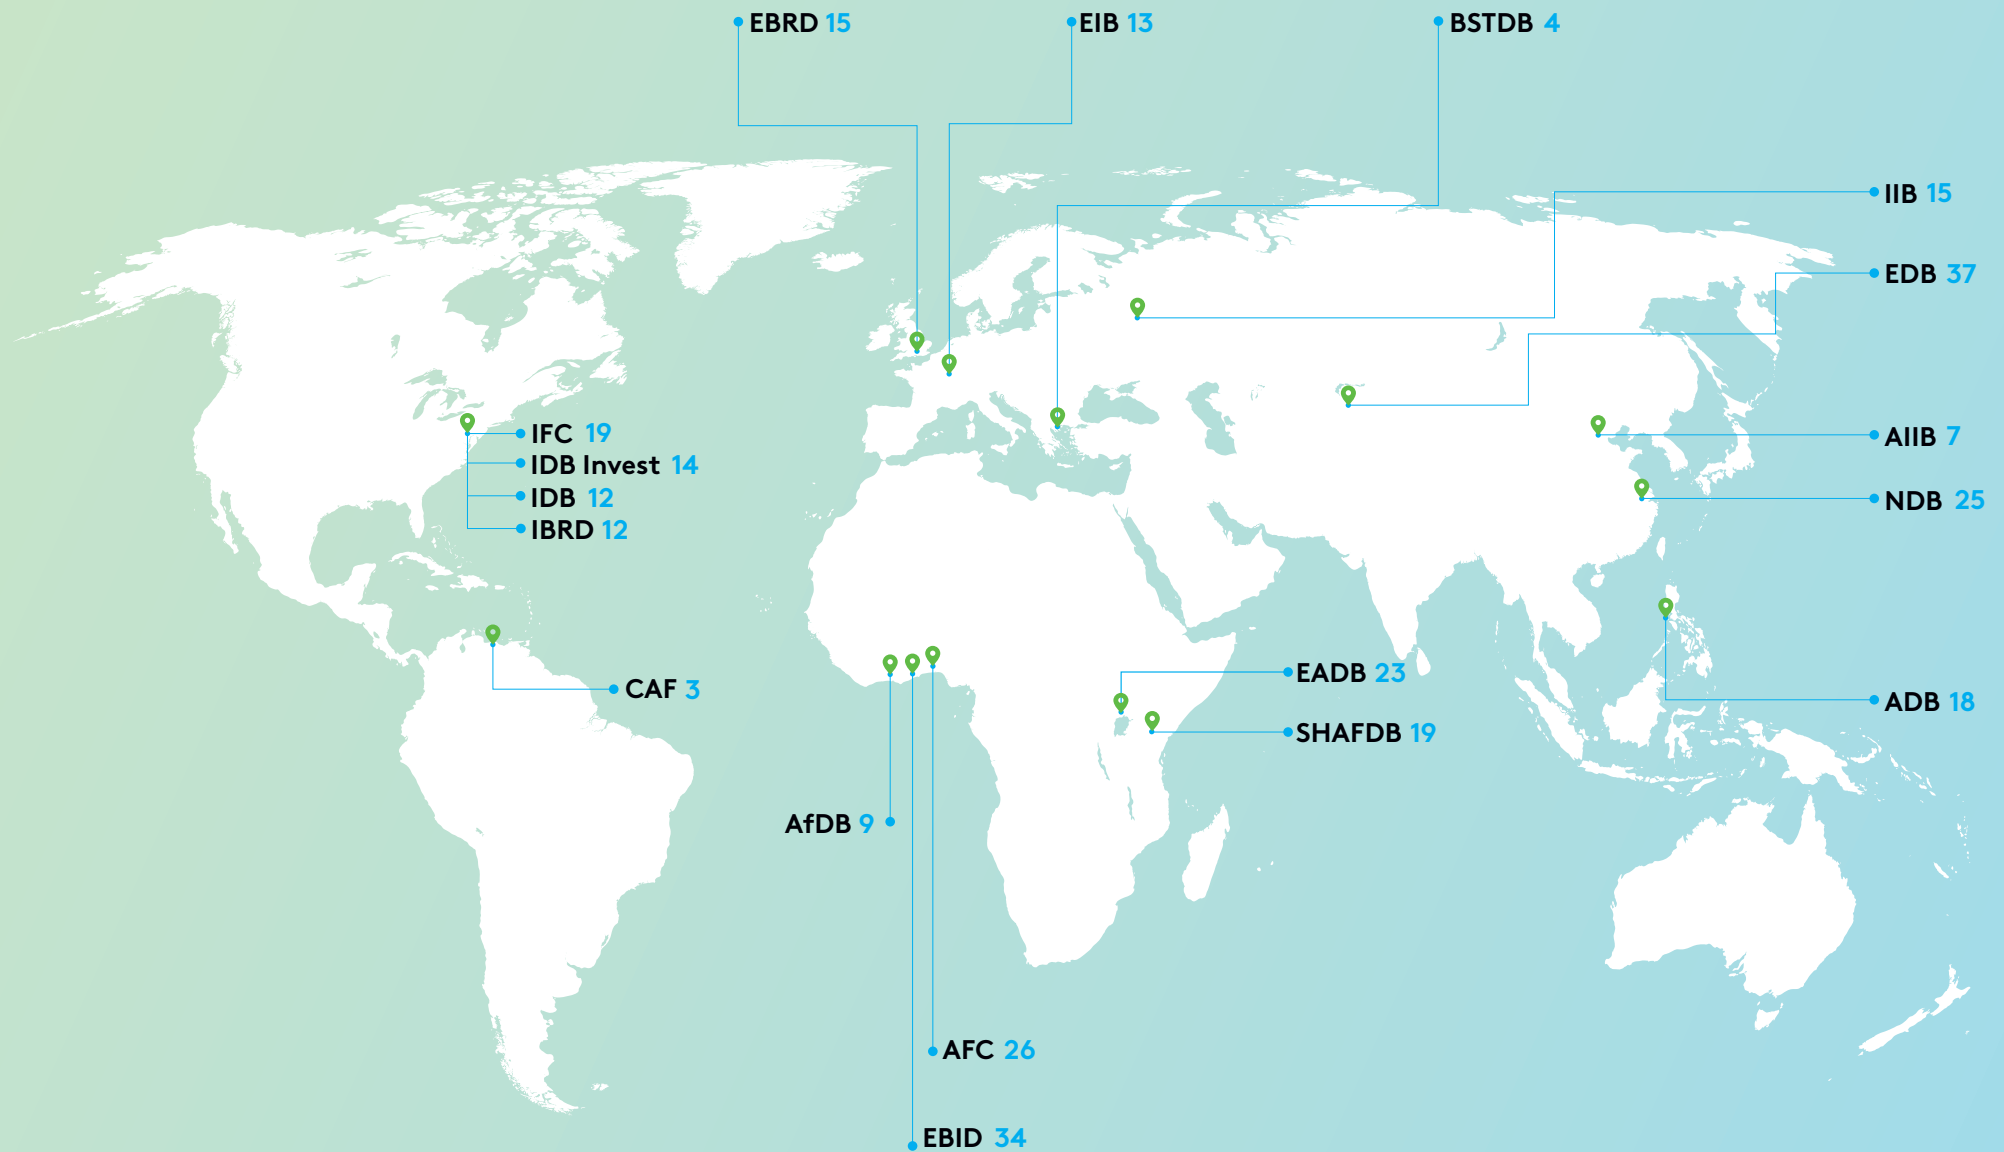 EBRD 15
EIB 13
BSTDB 4
IIB 15
EDB 37
IFC 19
IDB Invest 14
IDB 12
IBRD 12
AIIB 7
NDB 25
CAF 3
EADB 23
SHAFDB 19
ADB 18
AfDB 9
AFC 26
EBID 34